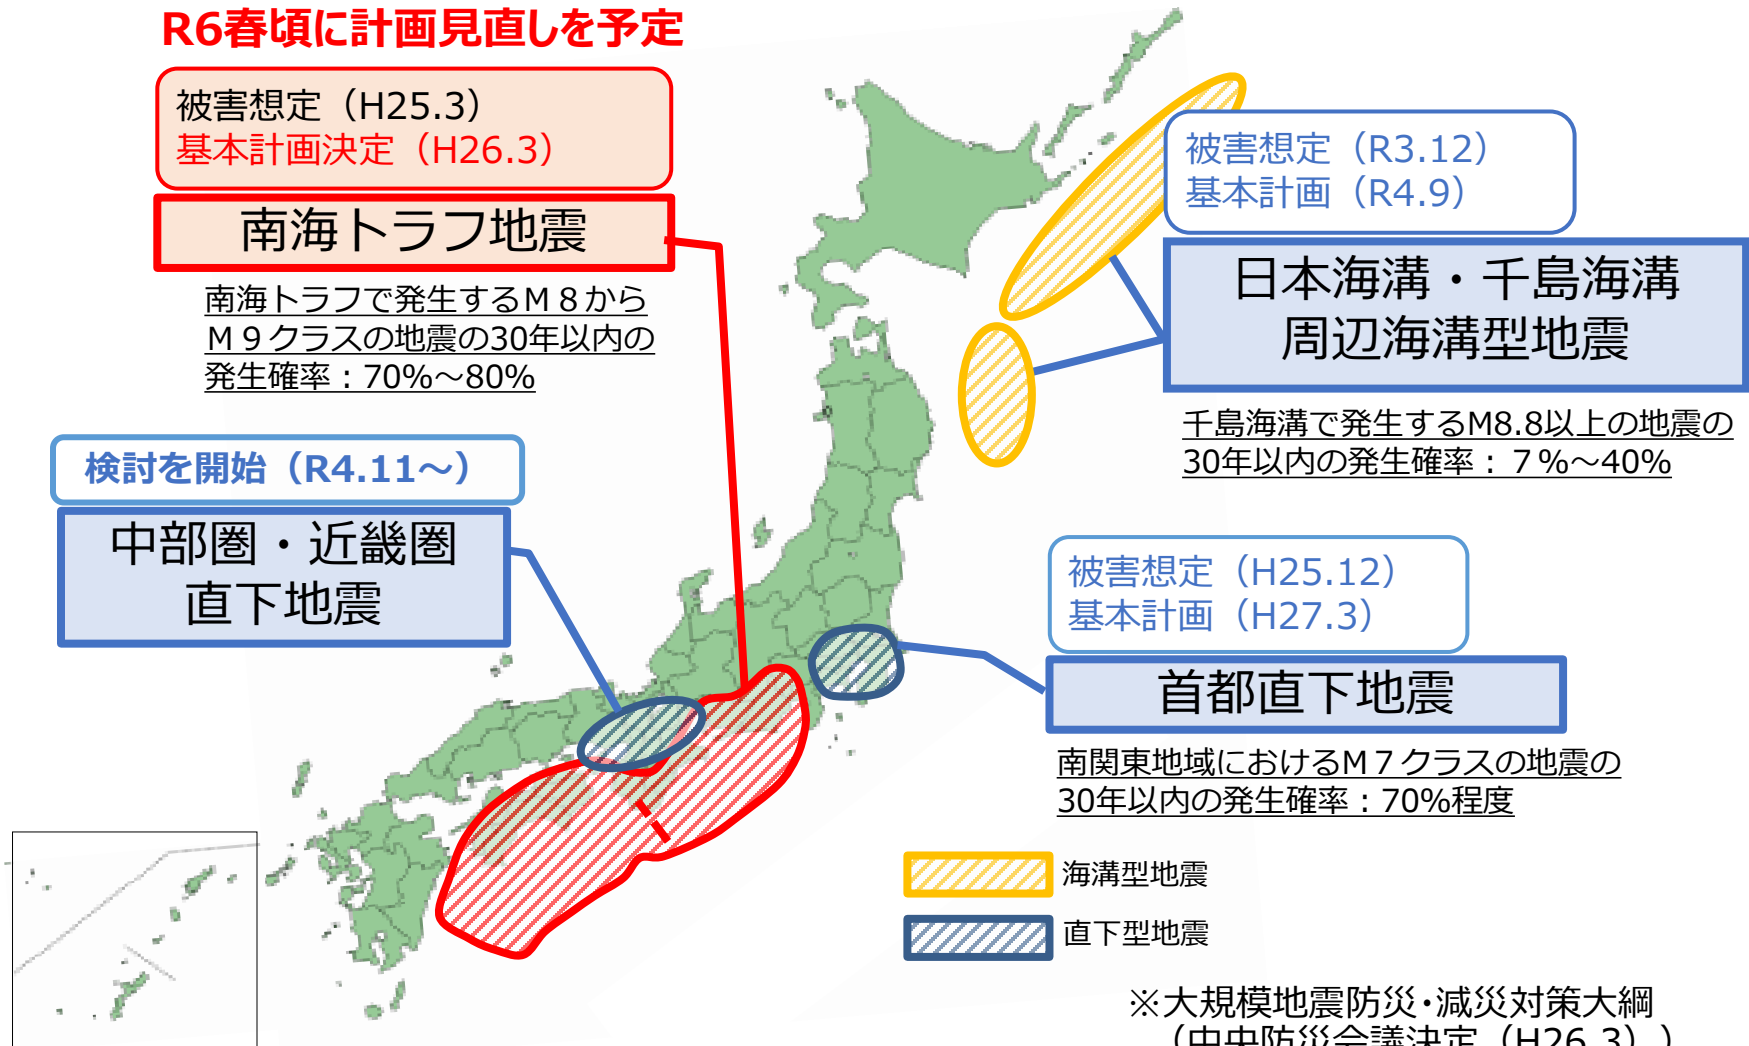 R6春頃に計画見直しを予定
被害想定（H25.3）
基本計画決定（H26.3）
南海トラフ地震
南海トラフで発生するＭ８から
Ｍ９クラスの地震の30年以内の
発生確率：70%～80%
検討を開始（R4.11～）
中部圏・近畿圏
直下地震
被害想定（R3.12）
基本計画（R4.9）
日本海溝・千島海溝
周辺海溝型地震
千島海溝で発生するM8.8以上の地震の
30年以内の発生確率：７%～40%
被害想定（H25.12）
基本計画（H27.3）
首都直下地震
南関東地域におけるM７クラスの地震の
30年以内の発生確率：70%程度
海溝型地震
直下型地震
※大規模地震防災・減災対策大綱
（中央防災会議決定（H26.3））